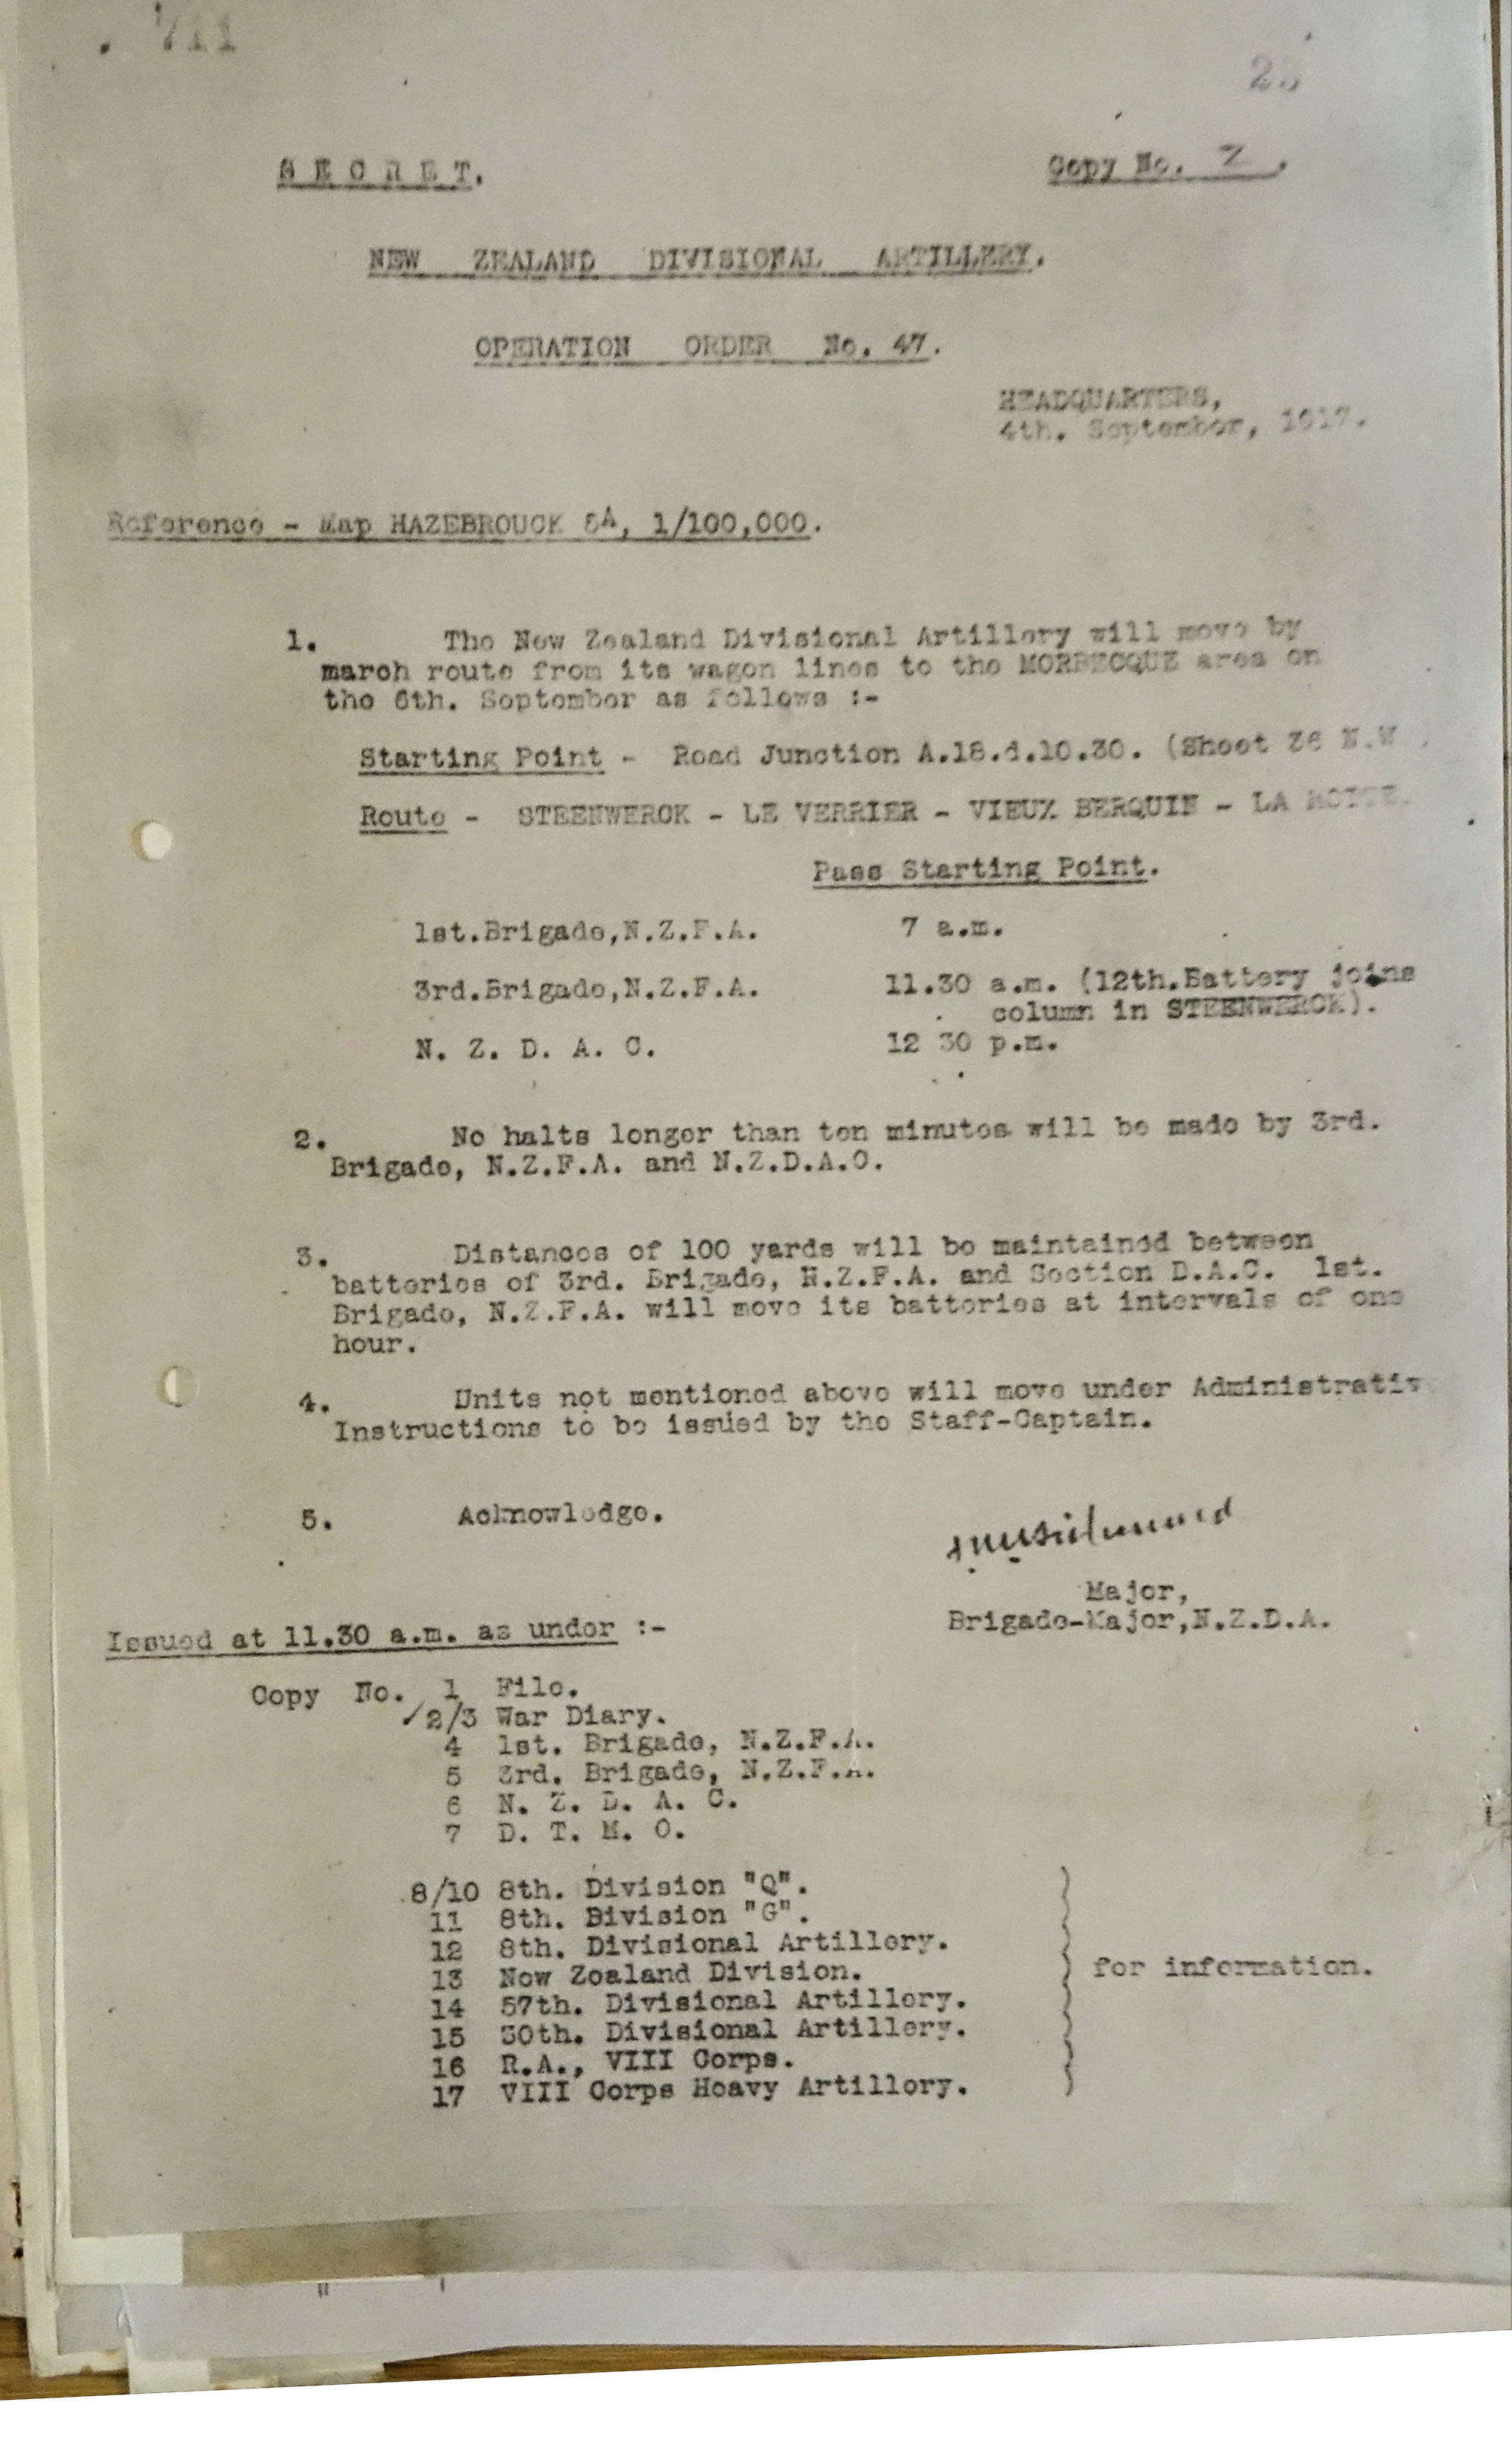 711
23
SECRET.
Copy No. 2.
NEW ZEALAND DIVISIONAL ARTILLERY.
OPERATION ORDER No. 47.
HEADQUARTERS,
4th. September, 1917.
Reference - Map HAZEBROUCK 5A, 1/100,000.
1. The New Zealand Divisional Artillery will move by
march route from its wagon lines to the MORBECQUE area on
the 6th. September as follows :-
Starting Point - Road Junction A.18.d.10.30. (Sheet 36 N.W.
Route - STEENWERCK - LE VERRIER - VIEUX BERQUIN - LA MOTTE.
Pass Starting Point.
1st.Brigade,N.Z.F.A. 7 a.m.
3rd.Brigade,N.Z.F.A. 11.30 a.m. (12th.Battery joins
column in STEENWERCK).
N. Z. D. A. C. 12 30 p.m.
2. No halts longer than ten minutes will be made by 3rd.
Brigade, N.Z.F.A. and N.Z.D.A.C.
3. Distances of 100 yards will be maintained between
batteries of 3rd. Brigade, N.Z.F.A. and Section D.A.C. 1st.
Brigade, N.Z.F.A. will move its batteries at intervals of one
hour.
4. Units not mentioned above will move under Administrative
Instructions to be issued by the Staff-Captain.
5. Acknowledge.
Major,
Brigade-Major,N.Z.D.A.
Issued at 11.30 a.m. as under :-
Copy No. 1 File.
✓2/3 War Diary.
4 1st. Brigade, N.Z.F.A.
5 3rd. Brigade, N.Z.F.A.
6 N. Z. D. A. C.
7 D. T. M. O.
8/10 8th. Division "Q".
11 8th. Division "G".
12 8th. Divisional Artillery.
13 New Zealand Division. for information.
14 57th. Divisional Artillery.
15 30th. Divisional Artillery.
16 R.A., VIII Corps.
17 VIII Corps Heavy Artillery.